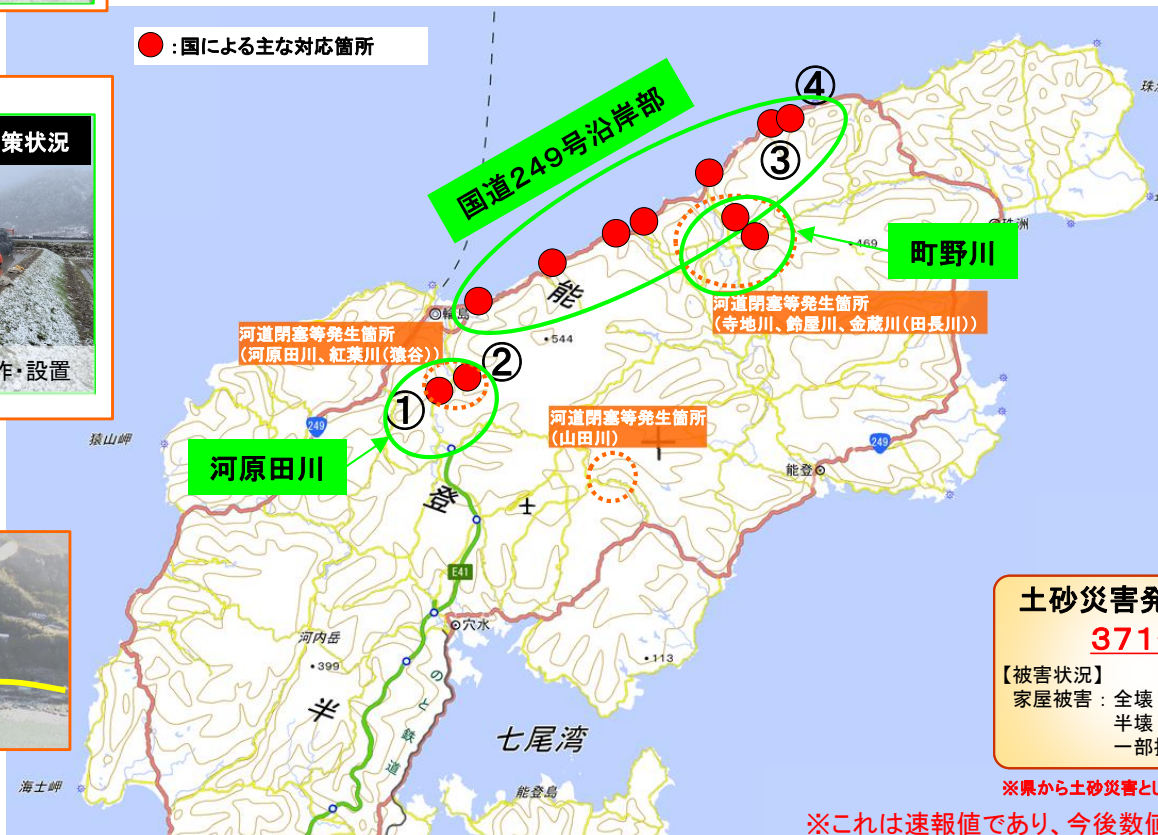 ：国による主な対応箇所
策状況
作・設置
国道249号沿岸部
④
③
町野川
珠洲
469
河道閉塞等発生箇所
（寺地川、鈴屋川、金蔵川（田長川））
能
輪島
544
河道閉塞等発生箇所
（河原田川、紅葉川（猿谷））
②
①
249
猿山岬
河原田川
河道閉塞等発生箇所
（山田川）
249
能登
登
E41
穴水
河内岳
399
113
半
のと鉄道
七尾湾
能登島
海士岬
土砂災害発
371
【被害状況】
家屋被害：全壊
半壊
一部損
※県から土砂災害とし
※これは速報値であり、今後数値